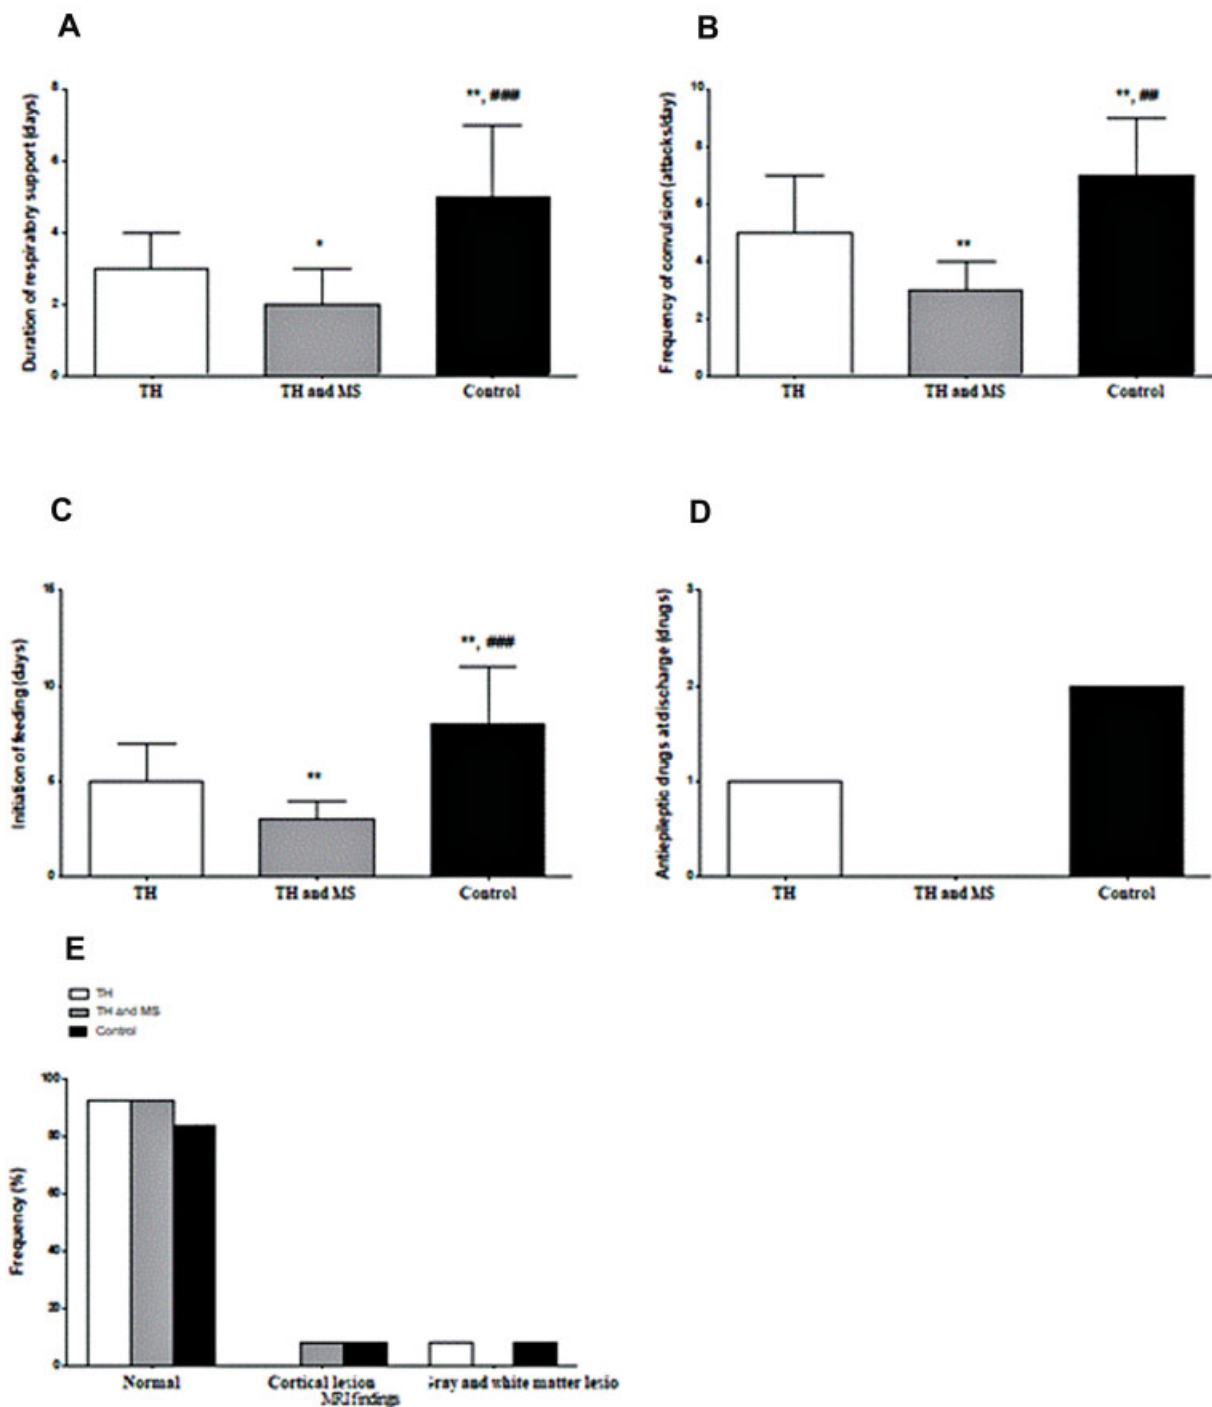 A
Duration of respiratory support (days)
8
6
4
2
0
*
**, ###
TH
TH and MS
Control
B
Frequency of convulsion (attacks/day)
10
8
6
4
2
0
**
**, ##
TH
TH and MS
Control
C
Initiation of feeding (days)
15
10
5
0
**
**, ###
TH
TH and MS
Control
D
Antiepileptic drugs at discharge (drugs)
3
2
1
0
TH
TH and MS
Control
E
TH
TH and MS
Control
Frequency (%)
100
80
60
40
20
0
Normal
Cortical lesion
Gray and white matter lesio
MRI findings